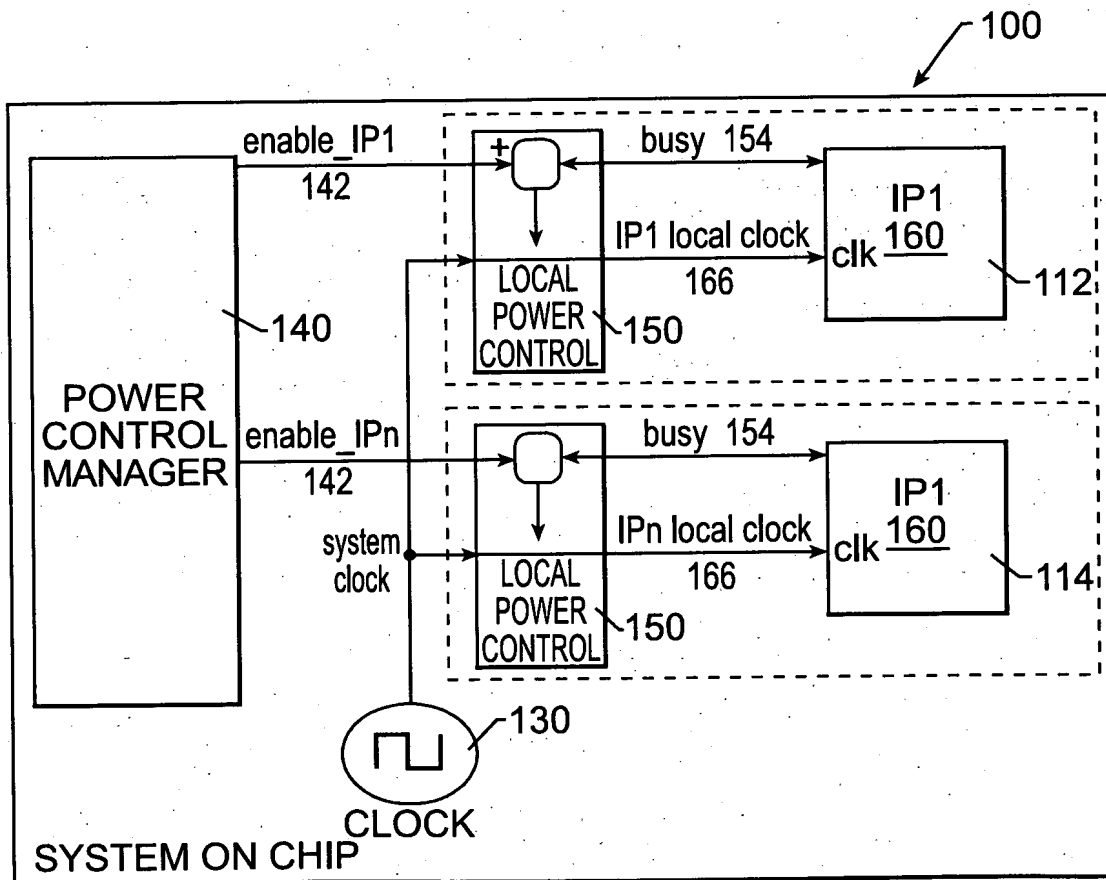 100
enable_IP1
142
+
busy 154
IP1
160
clk
IP1 local clock
166
112
LOCAL
POWER
CONTROL
150
140
POWER
CONTROL
MANAGER
enable_IPn
142
busy 154
IP1
160
clk
IPn local clock
166
114
system
clock
LOCAL
POWER
CONTROL
150
130
CLOCK
SYSTEM ON CHIP